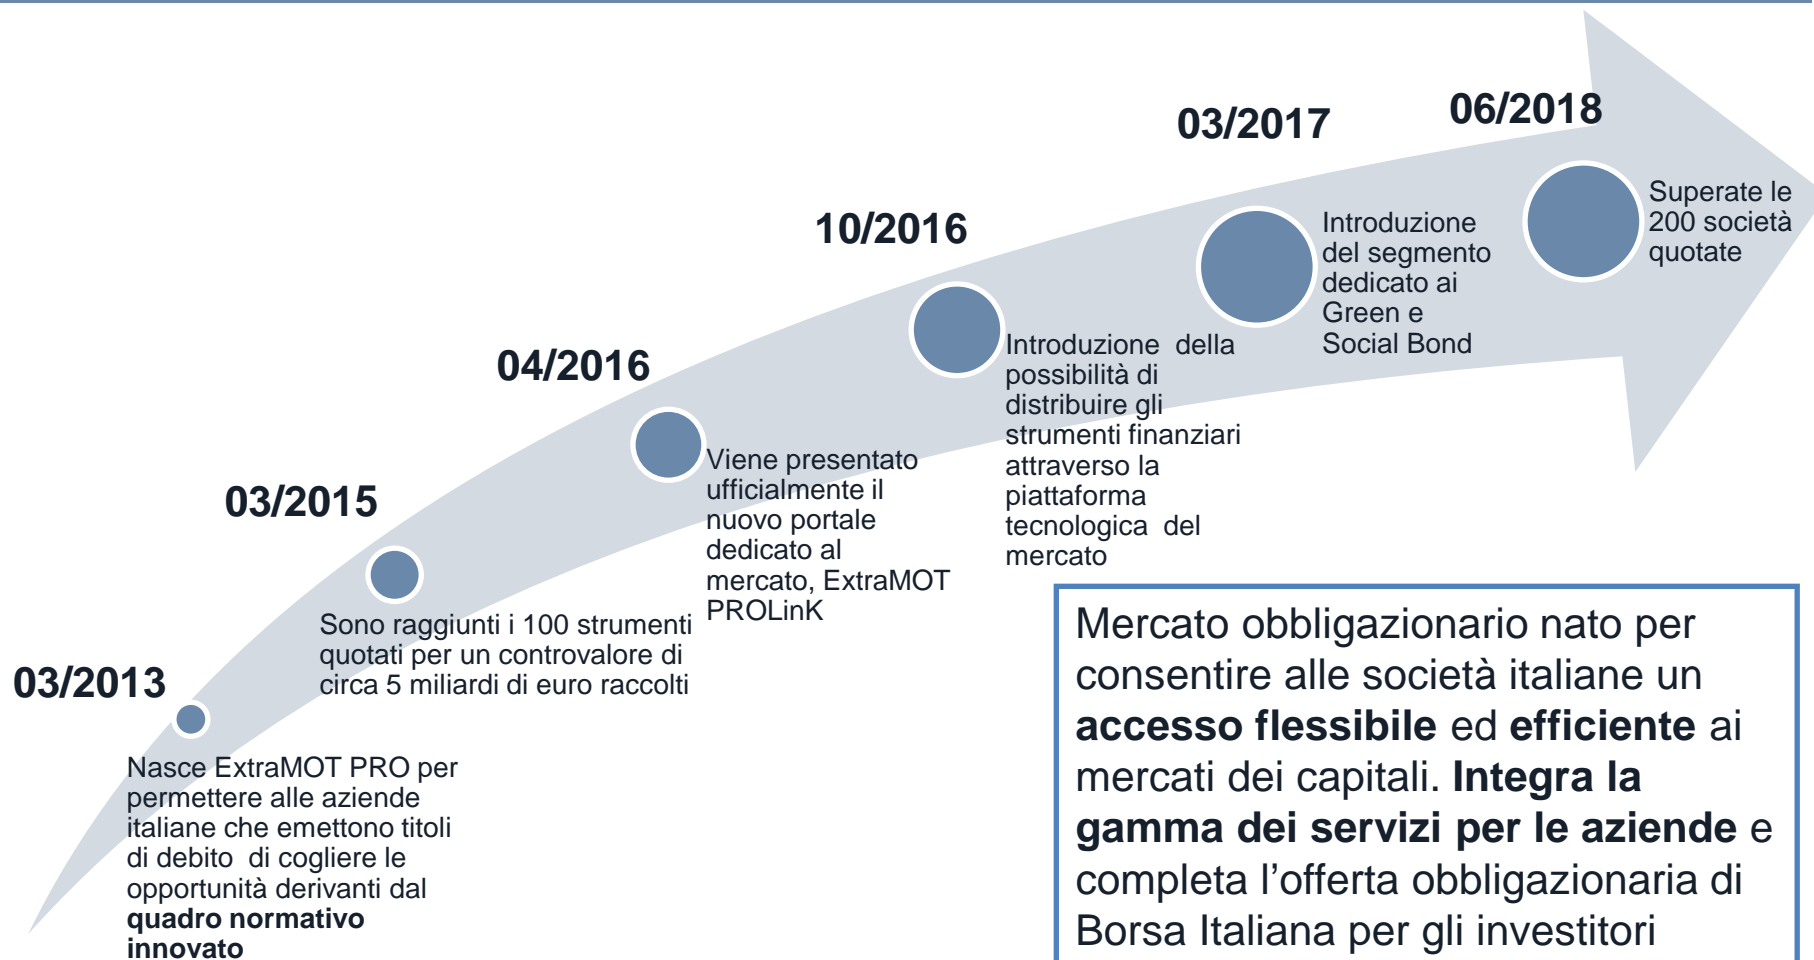 03/2013
Nasce ExtraMOT PRO per
permettere alle aziende
italiane che emettono titoli
di debito  di cogliere le
opportunità derivanti dal
quadro normativo
innovato
03/2015
Sono raggiunti i 100 strumenti
quotati per un controvalore di
circa 5 miliardi di euro raccolti
04/2016
Viene presentato
ufficialmente il
nuovo portale
dedicato al
mercato, ExtraMOT
PROLinK
10/2016
Introduzione  della
possibilità di
distribuire gli
strumenti finanziari
attraverso la
piattaforma
tecnologica  del
mercato
03/2017
Introduzione
del segmento
dedicato ai
Green e
Social Bond
06/2018
Superate le
200 società
quotate
Mercato obbligazionario nato per
consentire alle società italiane un
accesso flessibile ed efficiente ai
mercati dei capitali. Integra la
gamma dei servizi per le aziende e
completa l’offerta obbligazionaria di
Borsa Italiana per gli investitori